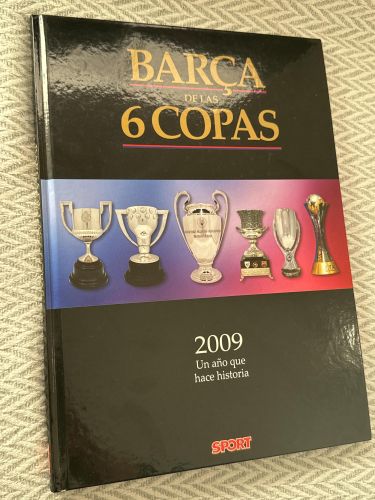 BARÇA
DE LAS
6 COPAS
2009
Un año que
hace historia
SPORT